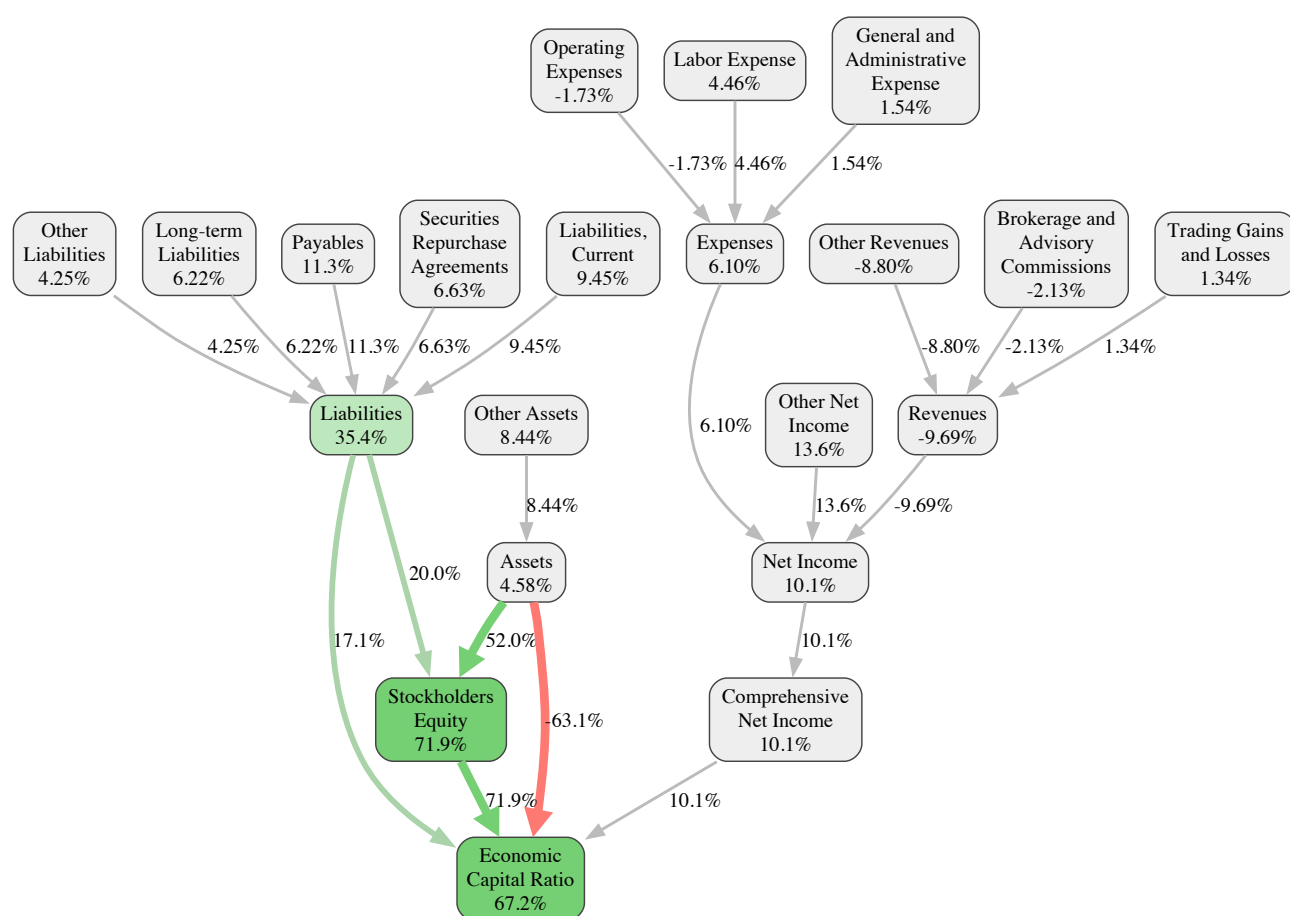 Operating
Expenses
-1.73%
Labor Expense
4.46%
General and
Administrative
Expense
1.54%
-1.73%
4.46%
1.54%
Other
Liabilities
4.25%
Long-term
Liabilities
6.22%
Payables
11.3%
Securities
Repurchase
Agreements
6.63%
Liabilities,
Current
9.45%
Expenses
6.10%
Other Revenues
-8.80%
Brokerage and
Advisory
Commissions
-2.13%
Trading Gains
and Losses
1.34%
4.25%
6.22%
11.3%
6.63%
9.45%
-8.80%
-2.13%
1.34%
Liabilities
35.4%
Other Assets
8.44%
6.10%
Other Net
Income
13.6%
Revenues
-9.69%
8.44%
13.6%
-9.69%
20.0%
Assets
4.58%
Net Income
10.1%
17.1%
52.0%
10.1%
Stockholders
Equity
71.9%
-63.1%
Comprehensive
Net Income
10.1%
71.9%
10.1%
Economic
Capital Ratio
67.2%